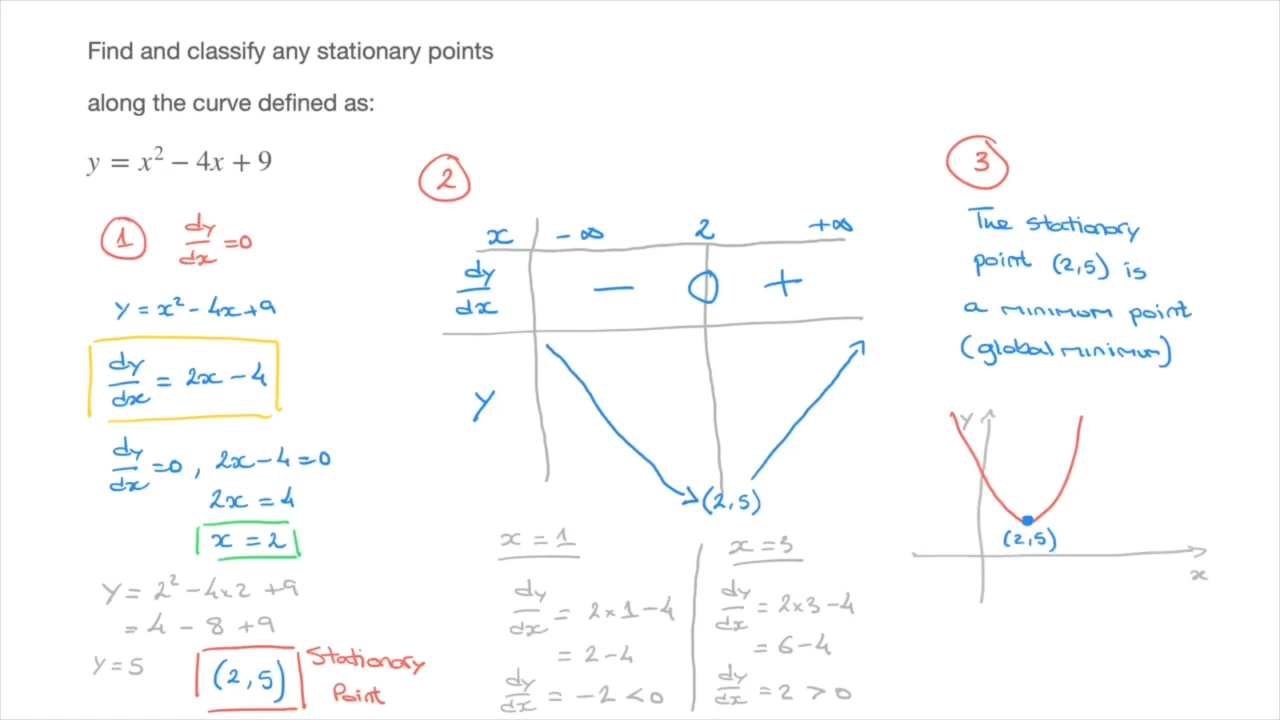 Find and classify any stationary points
along the curve defined as:
y = x² − 4x + 9
1 dy/dx = 0
y = x² − 4x + 9
dy/dx = 2x − 4
dy/dx = 0 , 2x − 4 = 0
2x = 4
x = 2
y = 2² − 4×2 + 9
= 4 − 8 + 9
y = 5
(2,5) Stationary
Point
2
x −∞ 2 +∞
dy/dx − O +
y
(2,5)
x = 1
dy/dx = 2×1 − 4
= 2 − 4
dy/dx = −2 < 0
x = 3
dy/dx = 2×3 − 4
= 6 − 4
dy/dx = 2 > 0
3
The stationary
point (2,5) is
a minimum point
(global minimum)
y
(2,5)
x